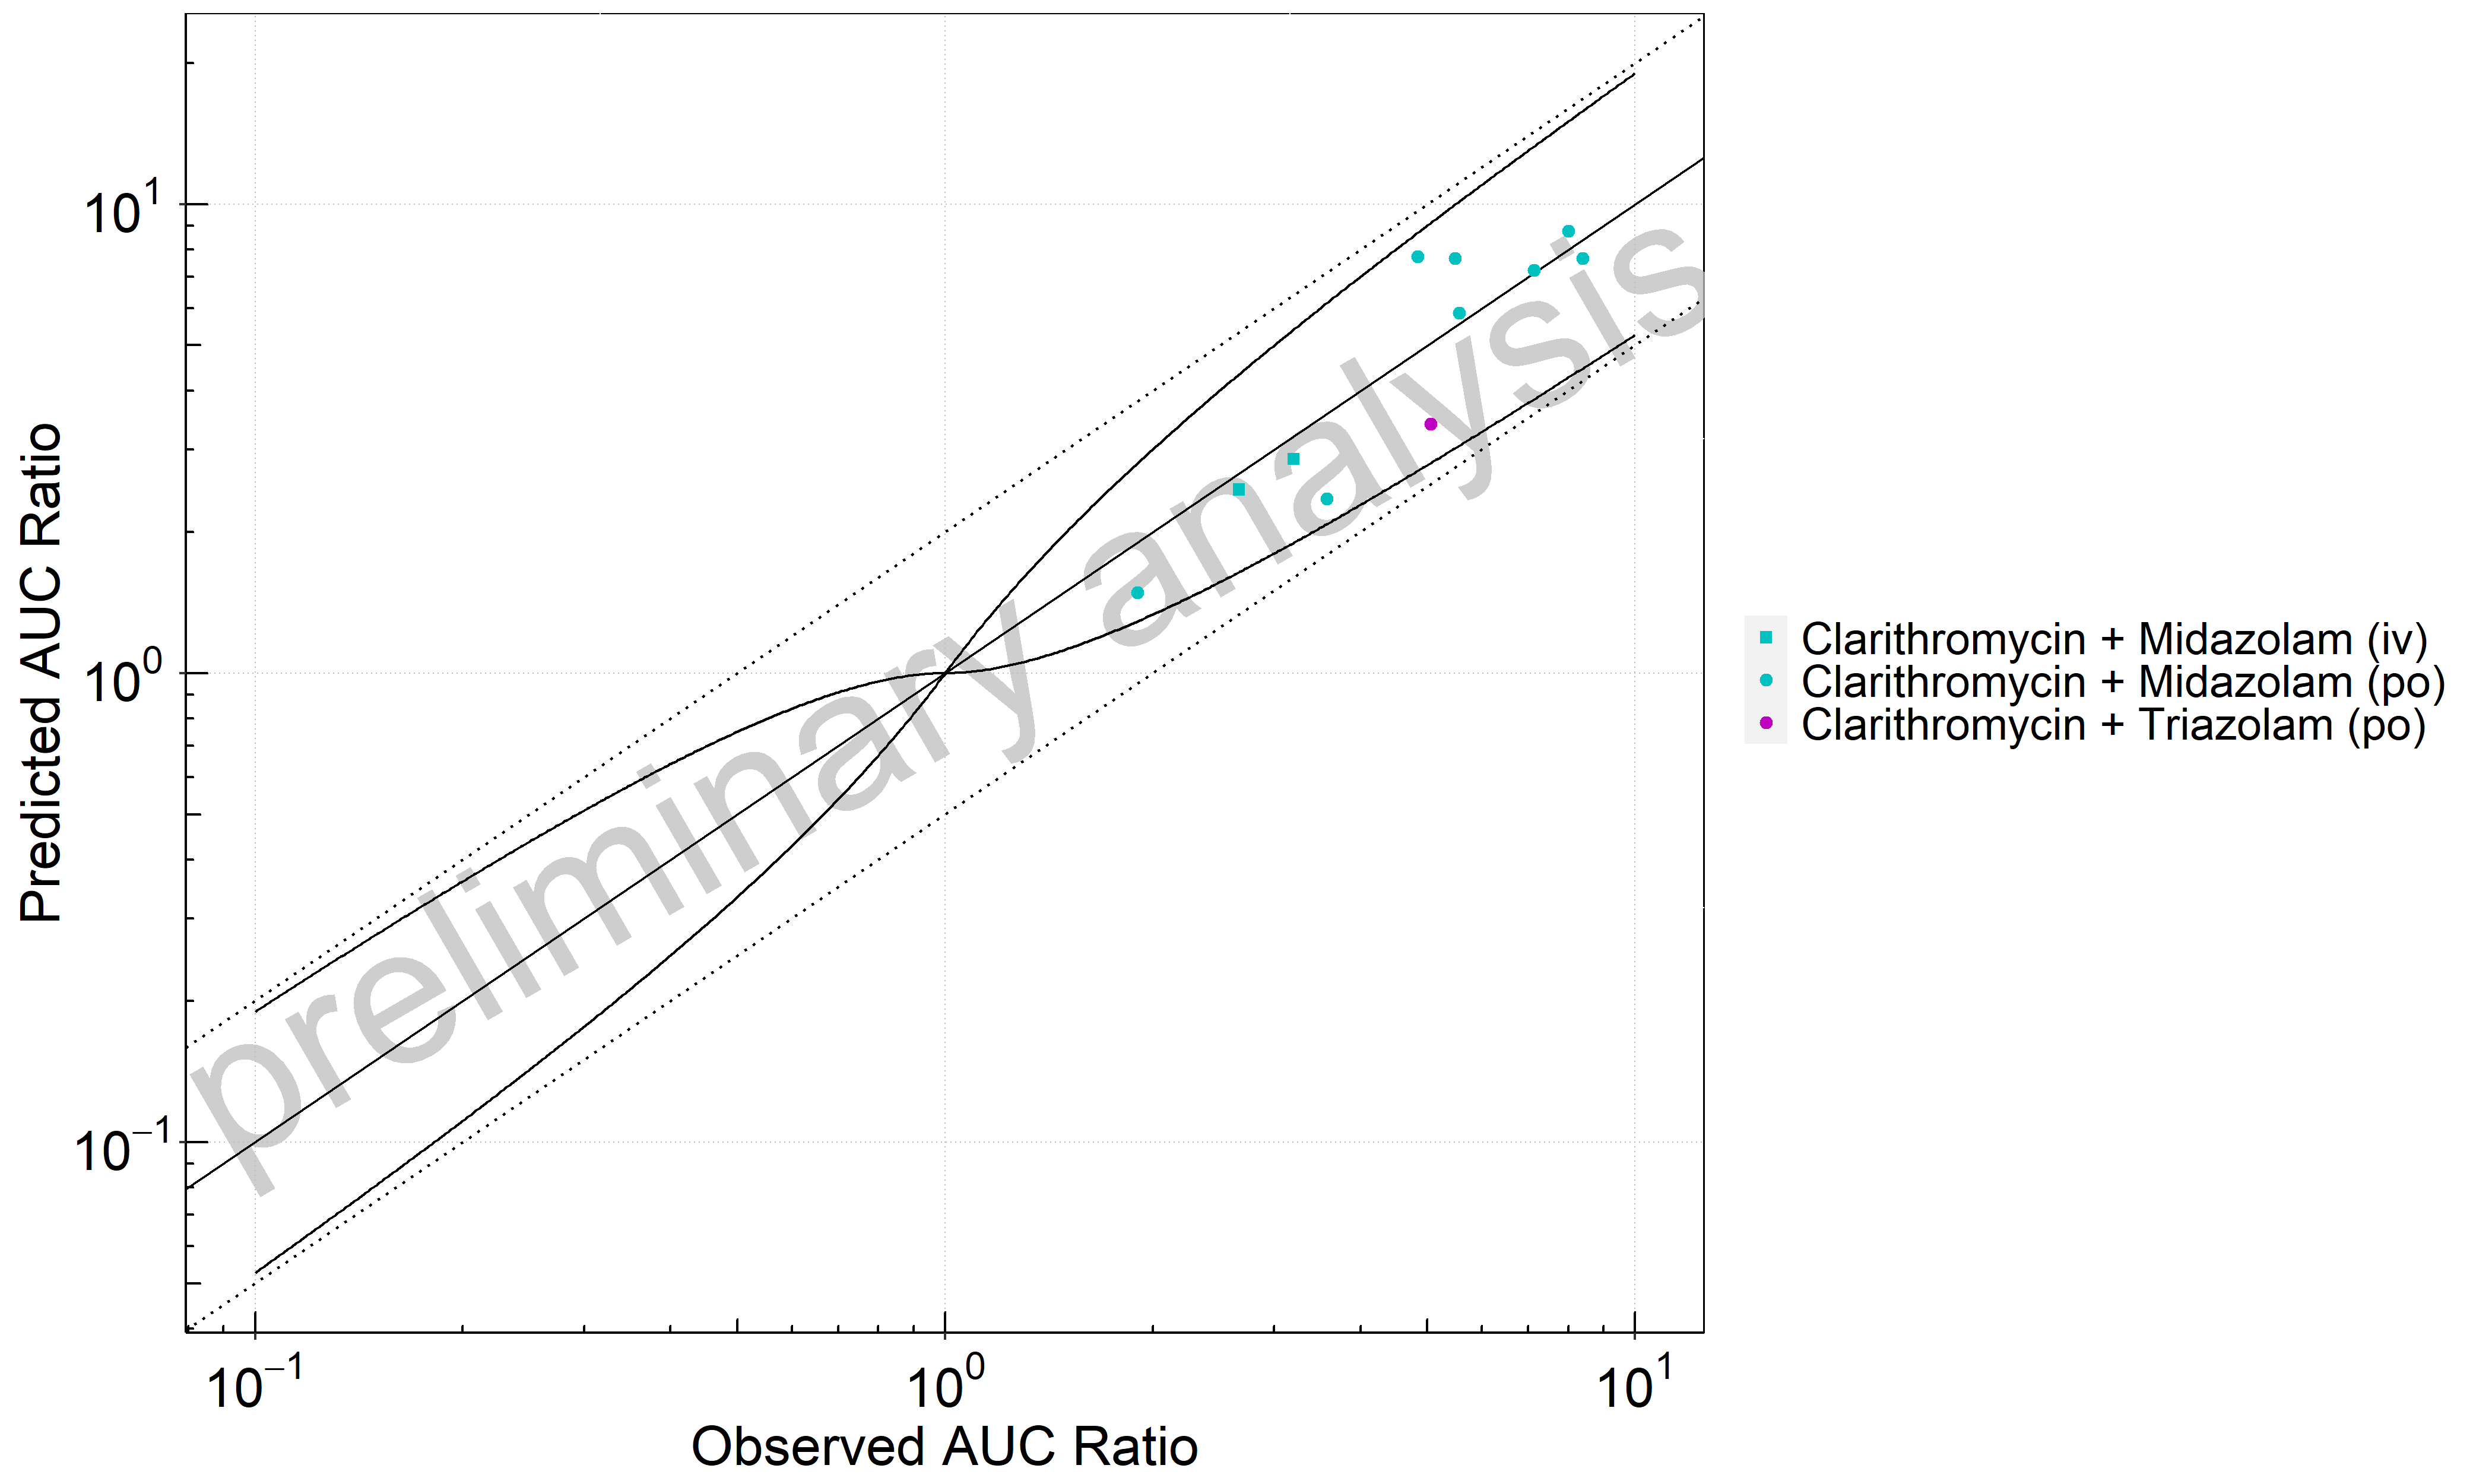 Predicted AUC Ratio
10¹
10⁰
10⁻¹
preliminary analysis
10⁻¹ 10⁰ 10¹
Observed AUC Ratio
Clarithromycin + Midazolam (iv)
Clarithromycin + Midazolam (po)
Clarithromycin + Triazolam (po)